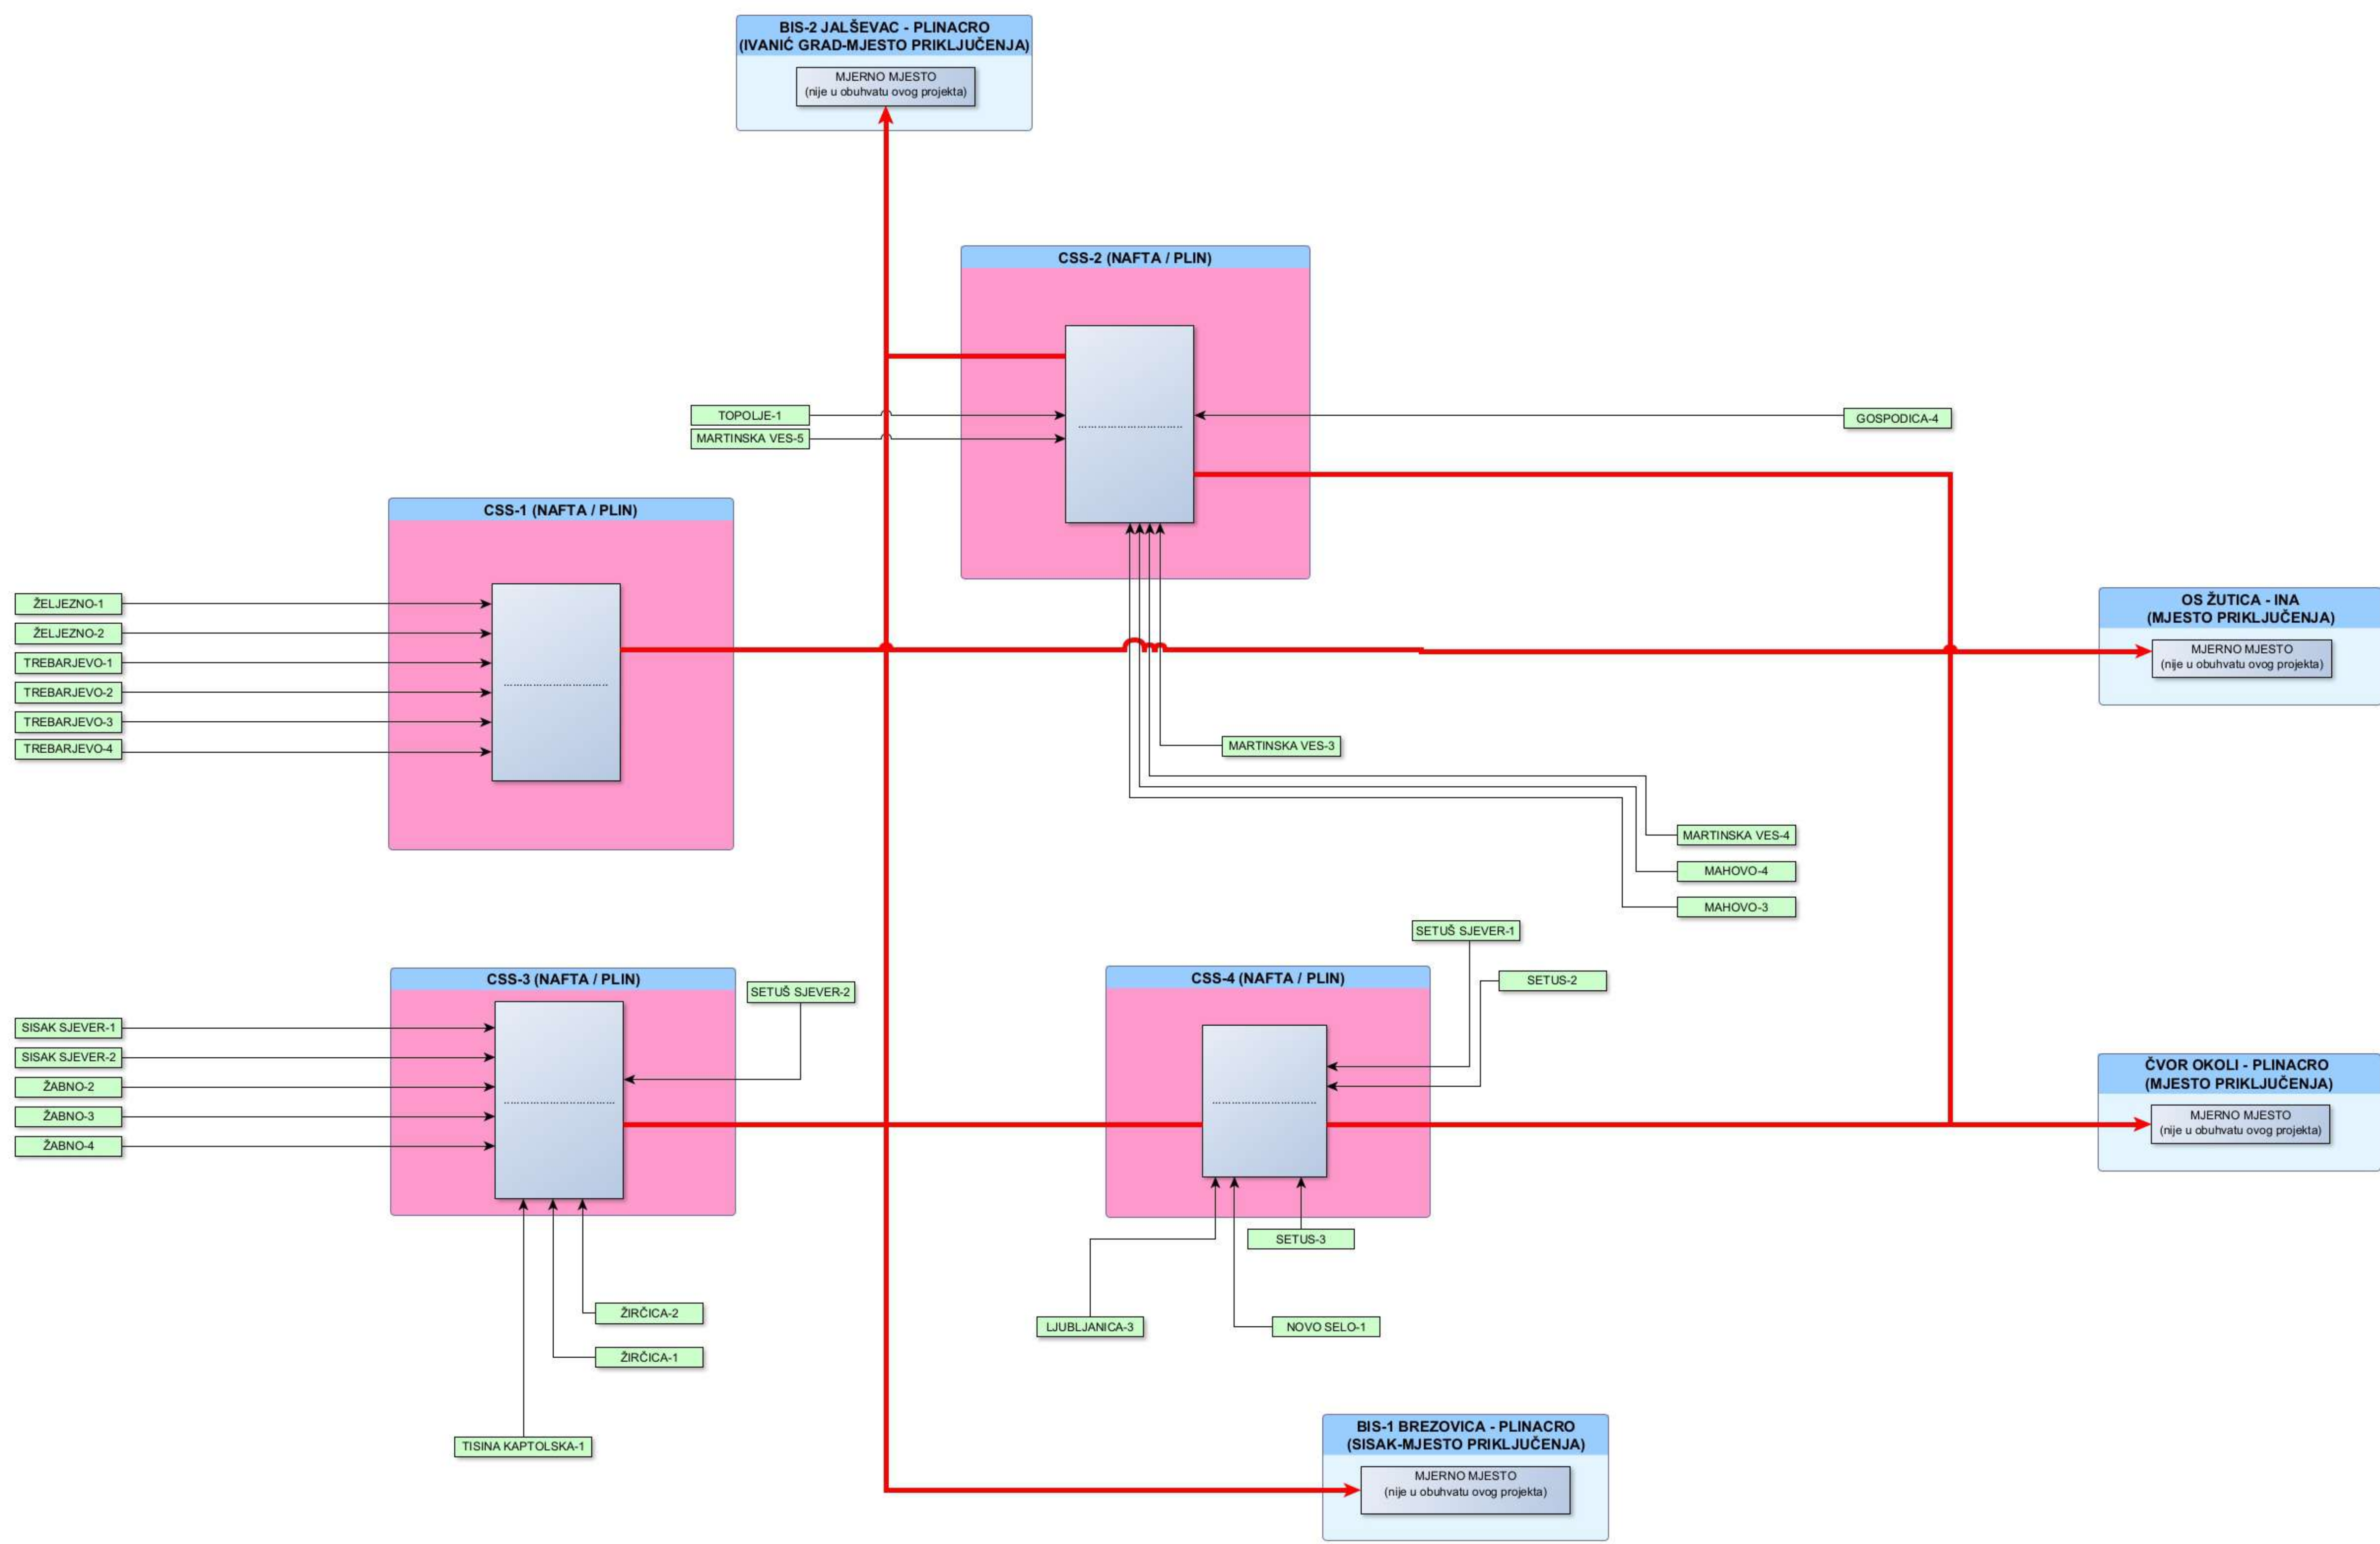 BIS-2 JALŠEVAC - PLINACRO
(IVANIĆ GRAD-MJESTO PRIKLJUČENJA)
MJERNO MJESTO
(nije u obuhvatu ovog projekta)
CSS-2 (NAFTA / PLIN)
TOPOLJE-1
MARTINSKA VES-5
GOSPODICA-4
CSS-1 (NAFTA / PLIN)
ŽELJEZNO-1
ŽELJEZNO-2
TREBARJEVO-1
TREBARJEVO-2
TREBARJEVO-3
TREBARJEVO-4
OS ŽUTICA - INA
(MJESTO PRIKLJUČENJA)
MJERNO MJESTO
(nije u obuhvatu ovog projekta)
MARTINSKA VES-3
MARTINSKA VES-4
MAHOVO-4
MAHOVO-3
SETUŠ SJEVER-1
SETUS-2
CSS-3 (NAFTA / PLIN)
SETUŠ SJEVER-2
CSS-4 (NAFTA / PLIN)
SISAK SJEVER-1
SISAK SJEVER-2
ŽABNO-2
ŽABNO-3
ŽABNO-4
ČVOR OKOLI - PLINACRO
(MJESTO PRIKLJUČENJA)
MJERNO MJESTO
(nije u obuhvatu ovog projekta)
SETUS-3
ŽIRČICA-2
ŽIRČICA-1
LJUBLJANICA-3
NOVO SELO-1
TISINA KAPTOLSKA-1
BIS-1 BREZOVICA - PLINACRO
(SISAK-MJESTO PRIKLJUČENJA)
MJERNO MJESTO
(nije u obuhvatu ovog projekta)